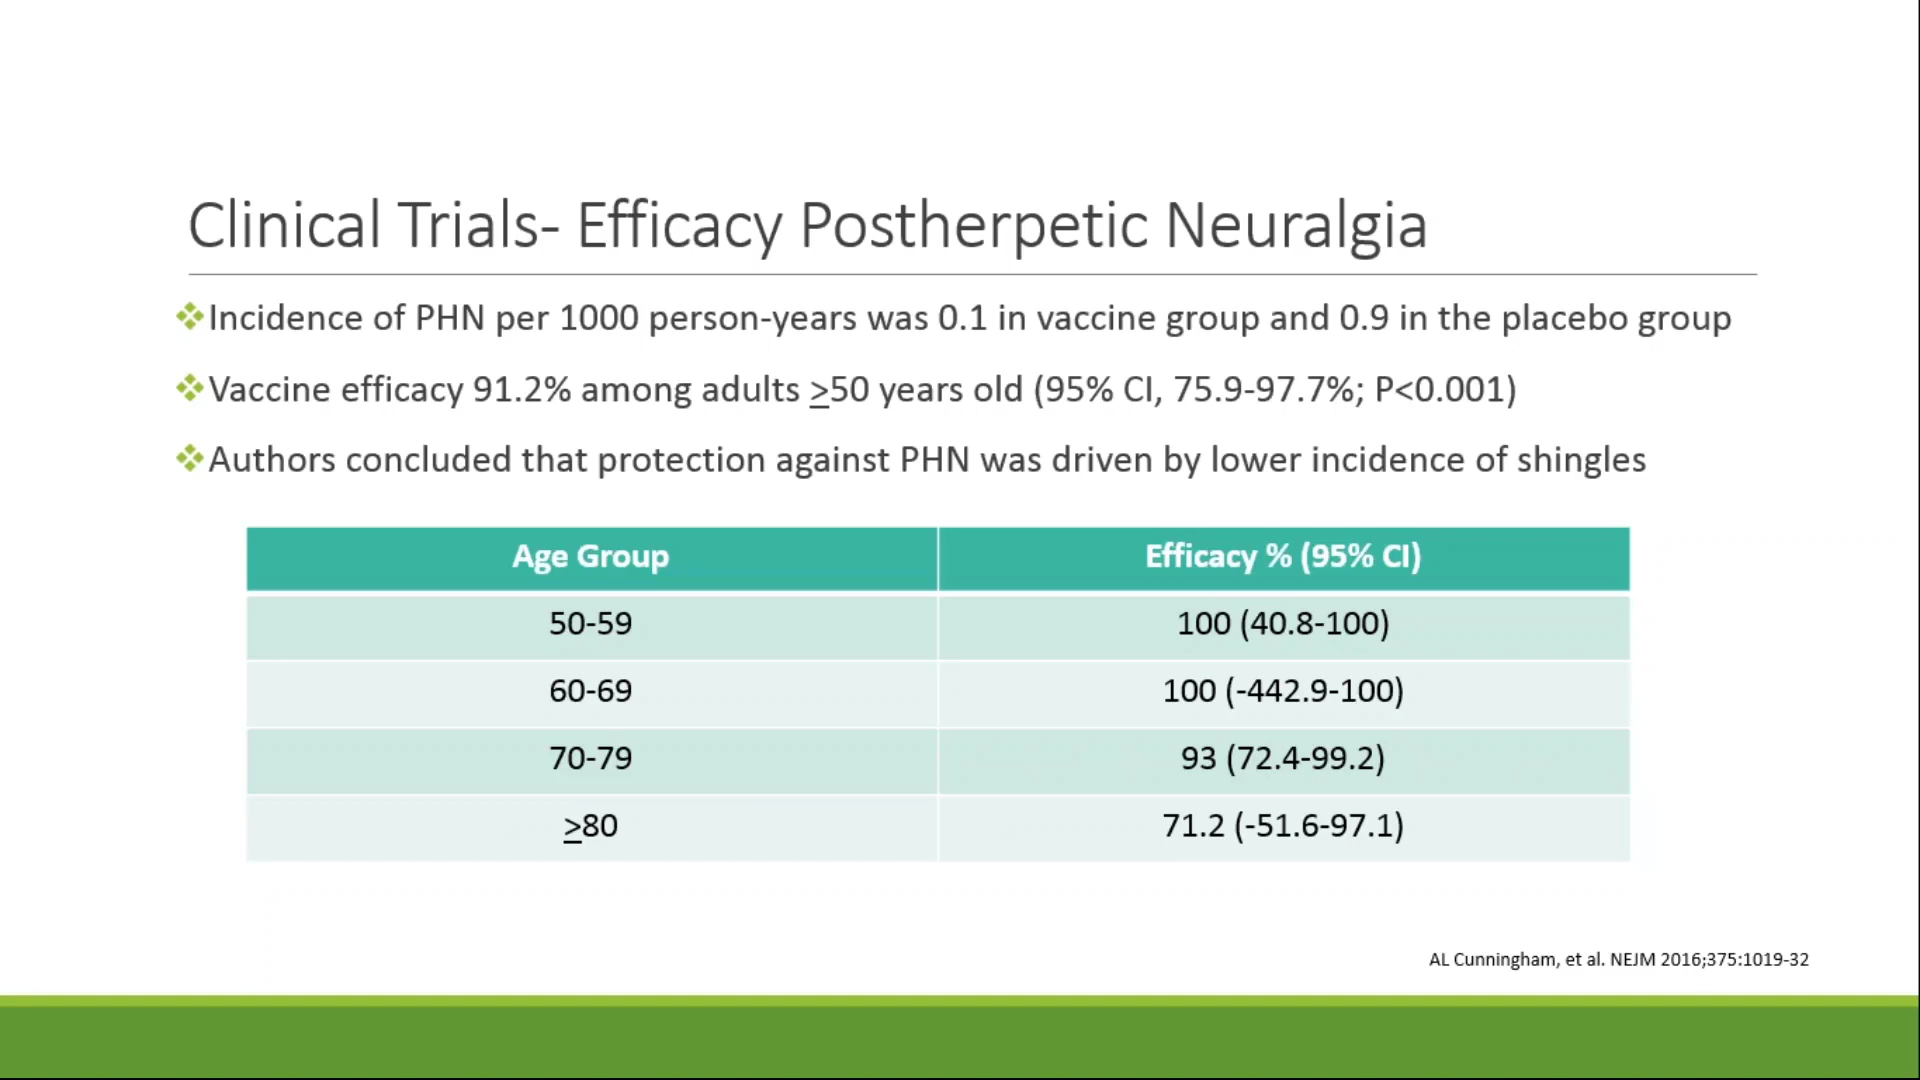 Clinical Trials- Efficacy Postherpetic Neuralgia
Incidence of PHN per 1000 person-years was 0.1 in vaccine group and 0.9 in the placebo group
Vaccine efficacy 91.2% among adults >50 years old (95% CI, 75.9-97.7%; P<0.001)
Authors concluded that protection against PHN was driven by lower incidence of shingles
Age Group Efficacy % (95% CI)
50-59 100 (40.8-100)
60-69 100 (-442.9-100)
70-79 93 (72.4-99.2)
>80 71.2 (-51.6-97.1)
AL Cunningham, et al. NEJM 2016;375:1019-32